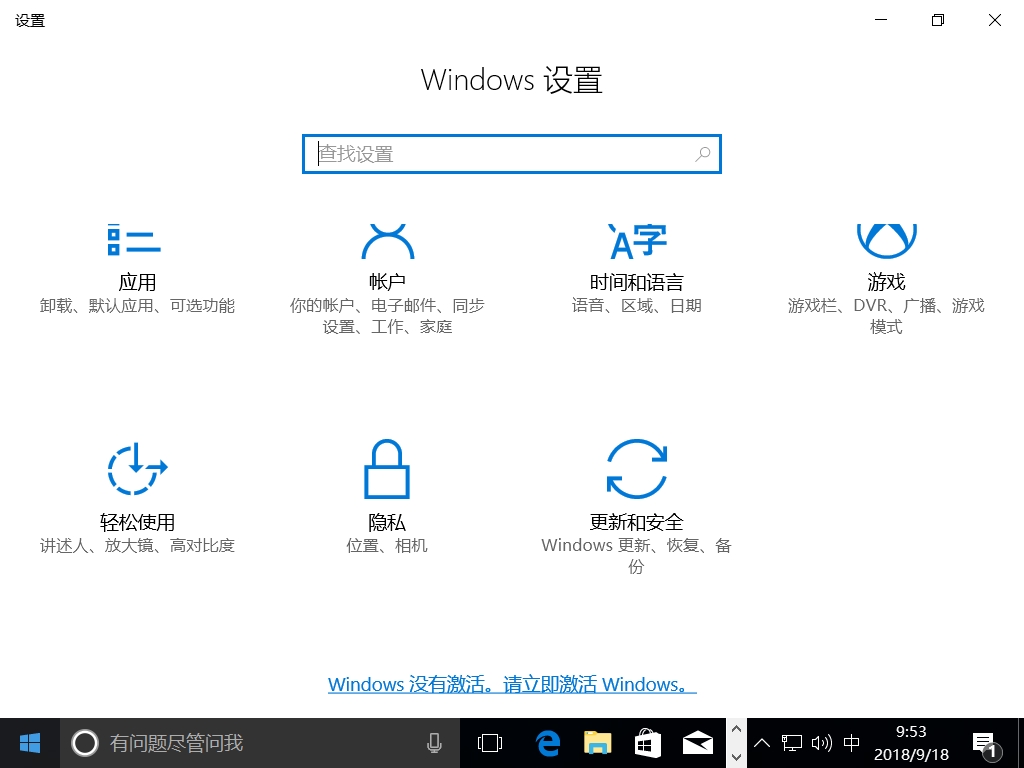 设置
Windows 设置
查找设置
应用
卸载、默认应用、可选功能
帐户
你的帐户、电子邮件、同步
设置、工作、家庭
时间和语言
语音、区域、日期
游戏
游戏栏、DVR、广播、游戏
模式
轻松使用
讲述人、放大镜、高对比度
隐私
位置、相机
更新和安全
Windows 更新、恢复、备
份
Windows 没有激活。请立即激活 Windows。
有问题尽管问我
中
9:53
2018/9/18
1